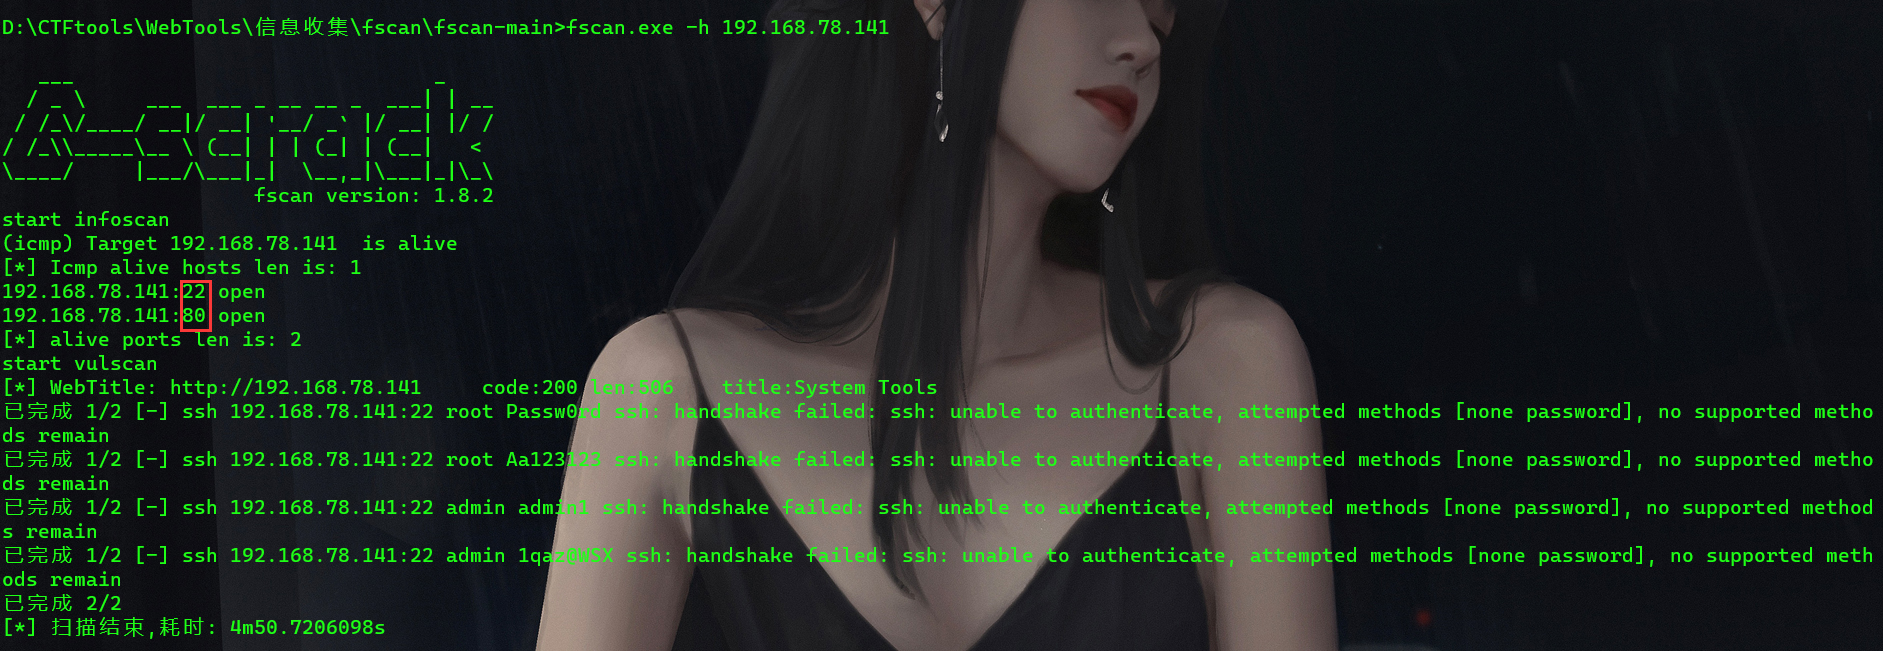 D:\CTFtools\WebTools\信息收集\fscan\fscan-main>fscan.exe -h 192.168.78.141
   ___                              _
  / _ \     ___  ___ _ __ __ _  ___| | __
 / /_\/____/ __|/ __| '__/ _` |/ __| |/ /
/ /_\\_____\__ \ (__| | | (_| | (__|   <
\____/     |___/\___|_|  \__,_|\___|_|\_\
                     fscan version: 1.8.2
start infoscan
(icmp) Target 192.168.78.141  is alive
[*] Icmp alive hosts len is: 1
192.168.78.141:22 open
192.168.78.141:80 open
[*] alive ports len is: 2
start vulscan
[*] WebTitle: http://192.168.78.141     code:200 len:506    title:System Tools
已完成 1/2 [-] ssh 192.168.78.141:22 root Passw0rd ssh: handshake failed: ssh: unable to authenticate, attempted methods [none password], no supported metho
ds remain
已完成 1/2 [-] ssh 192.168.78.141:22 root Aa123123 ssh: handshake failed: ssh: unable to authenticate, attempted methods [none password], no supported metho
ds remain
已完成 1/2 [-] ssh 192.168.78.141:22 admin admin1 ssh: handshake failed: ssh: unable to authenticate, attempted methods [none password], no supported method
s remain
已完成 1/2 [-] ssh 192.168.78.141:22 admin 1qaz@WSX ssh: handshake failed: ssh: unable to authenticate, attempted methods [none password], no supported meth
ods remain
已完成 2/2
[*] 扫描结束,耗时: 4m50.7206098s